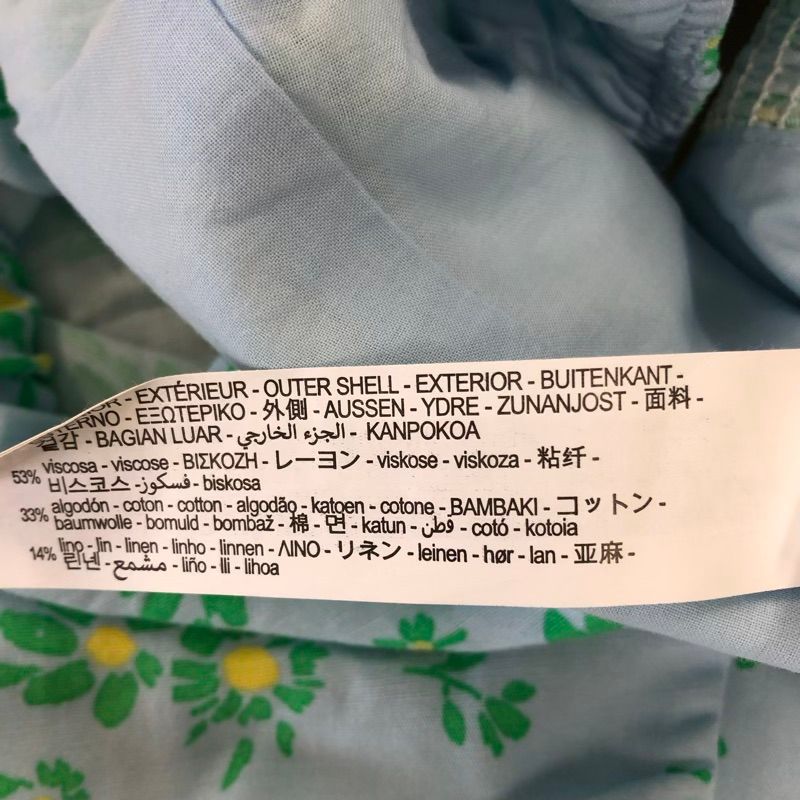 - EXTÉRIEUR - OUTER SHELL - EXTERIOR - BUITENKANT -
- ΕΞΩΤΕΡΙΚΟ - 外側 - AUSSEN - YDRE - ZUNANJOST - 面料 -
겉감 - BAGIAN LUAR - الجزء الخارجي - KANPOKOA
53% viscosa - viscose - ΒΙΣΚΟΖΗ - レーヨン - viskose - viskoza - 粘纤 -
비스코스 - فسكوز - biskosa
33% algodón - coton - cotton - algodão - katoen - cotone - BAMBAKI - コットン -
baumwolle - bomuld - bombaž - 棉 - 면 - katun - قطن - cotó - kotoia
14% lino - lin - linen - linho - linnen - ΛΙΝΟ - リネン - leinen - hør - lan - 亚麻 -
린넨 - مشمع - liño - lli - lihoa